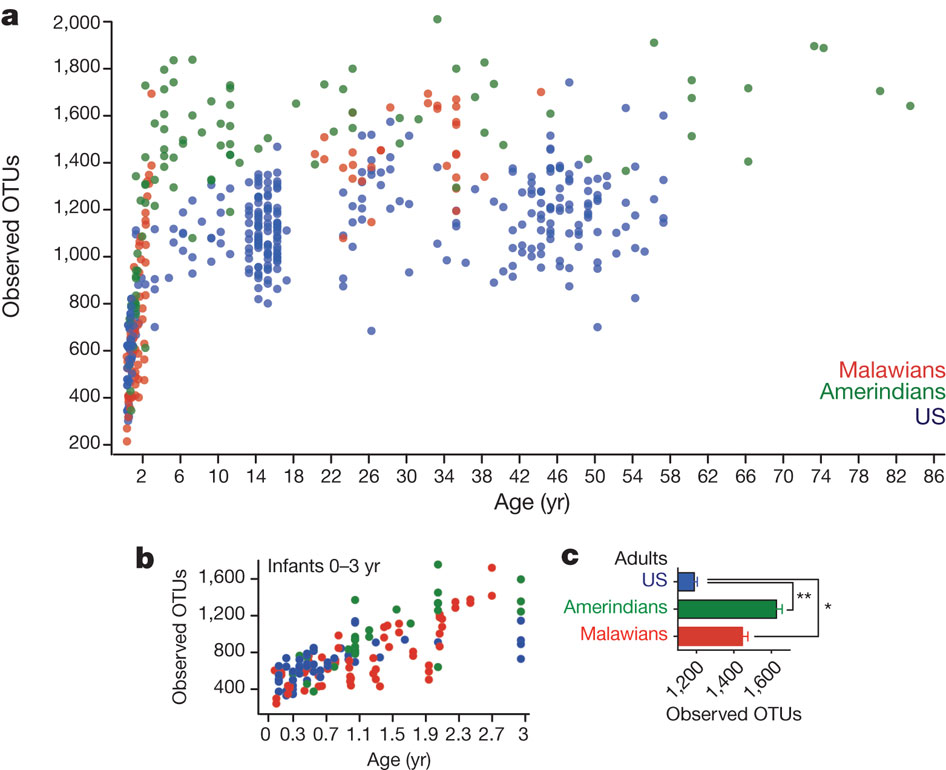 a
Observed OTUs
2,000
1,800
1,600
1,400
1,200
1,000
800
600
400
200
Malawians
Amerindians
US
2 6 10 14 18 22 26 30 34 38 42 46 50 54 58 62 66 70 74 78 82 86
Age (yr)
b
Infants 0–3 yr
Observed OTUs
1,600
1,200
800
400
0 0.3 0.7 1.1 1.5 1.9 2.3 2.7 3
Age (yr)
c
Adults
US
Amerindians
Malawians
**
*
1,200 1,400 1,600
Observed OTUs